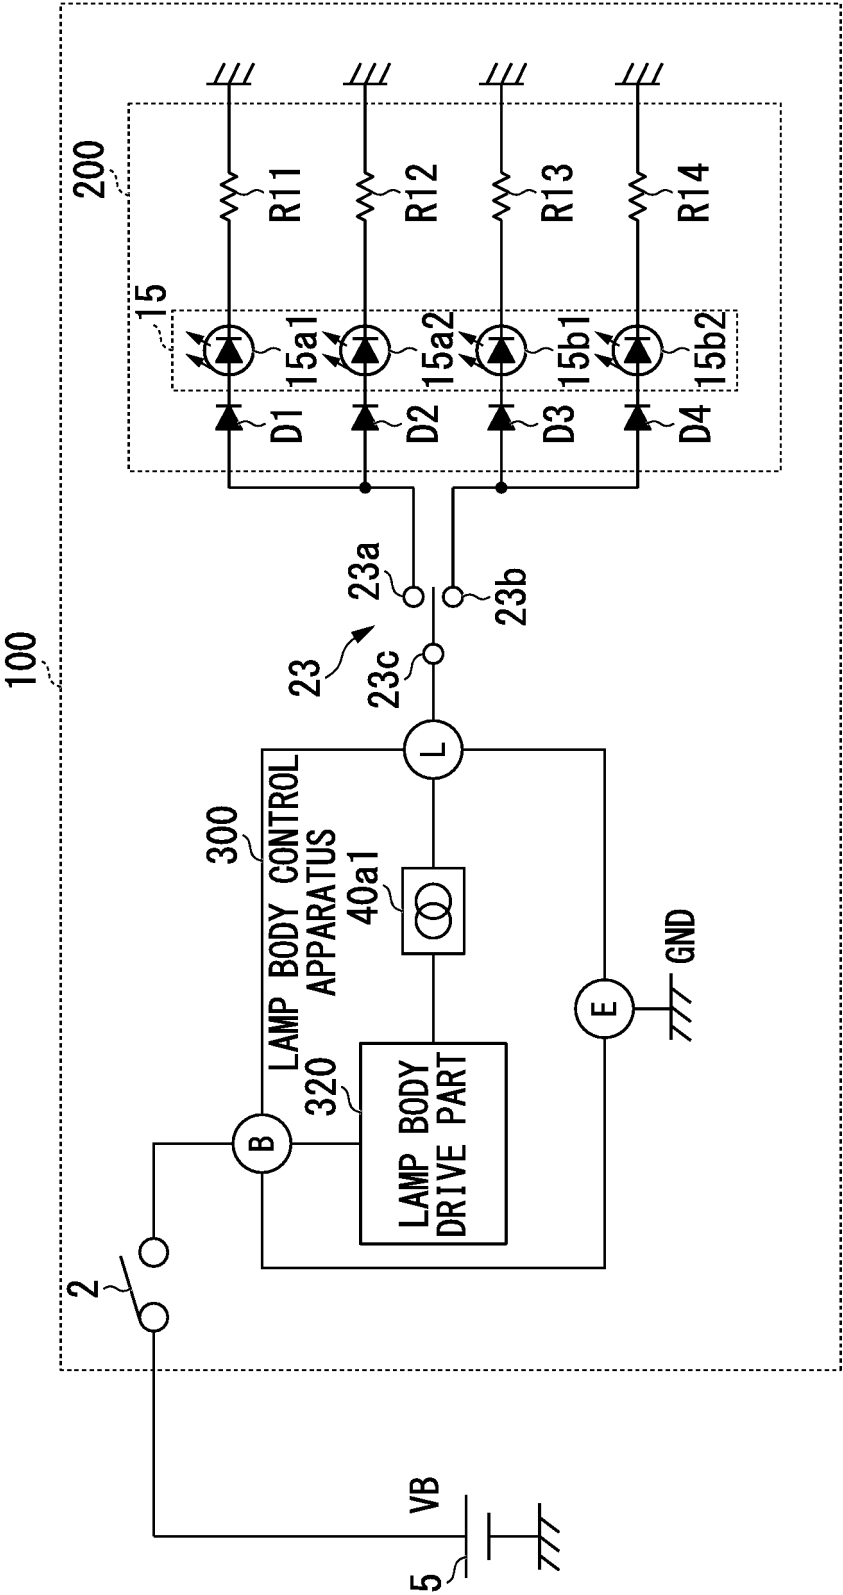 100
200
15
R11
R12
R13
R14
15a1
15a2
15b1
15b2
D1
D2
D3
D4
23
23a
23b
23c
300
LAMP BODY CONTROL
APPARATUS
L
40a1
320
LAMP BODY
DRIVE PART
B
E
GND
2
VB
5